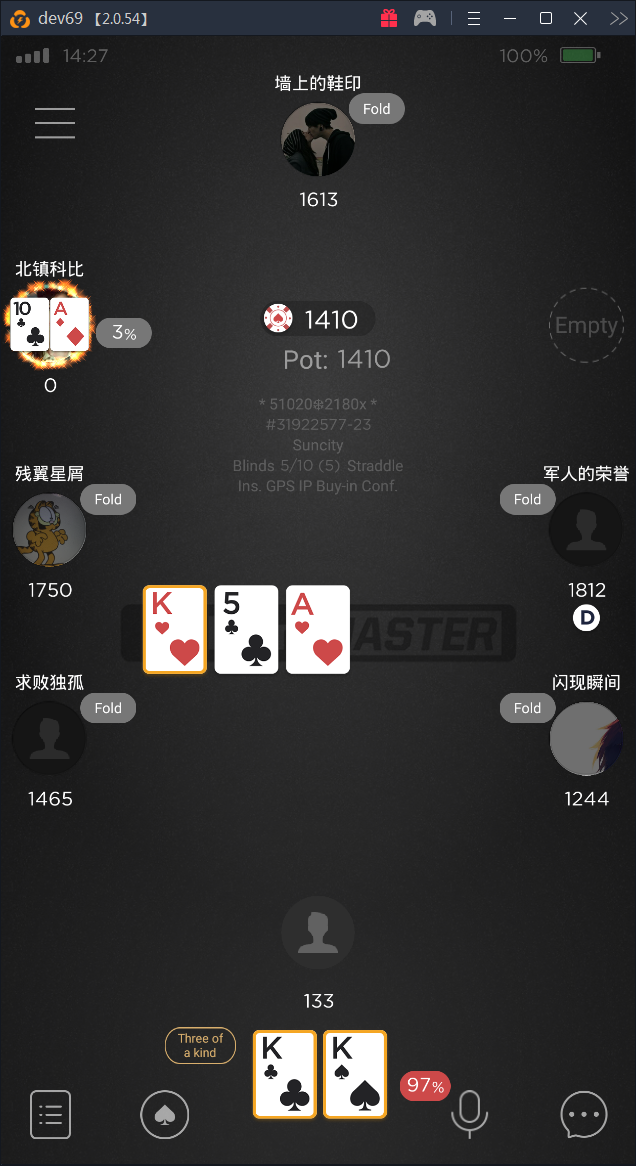 dev69 【2.0.54】
14:27
100%
墙上的鞋印
Fold
1613
北镇科比
10
A
3%
0
1410
Pot: 1410
Empty
* 51020❄2180x *
#31922577-23
Suncity
Blinds 5/10 (5) Straddle
Ins. GPS IP Buy-in Conf.
残翼星屑
Fold
1750
军人的荣誉
Fold
1812
D
K
5
A
MASTER
求败独孤
Fold
1465
闪现瞬间
Fold
1244
133
Three of
a kind
K
K
97%